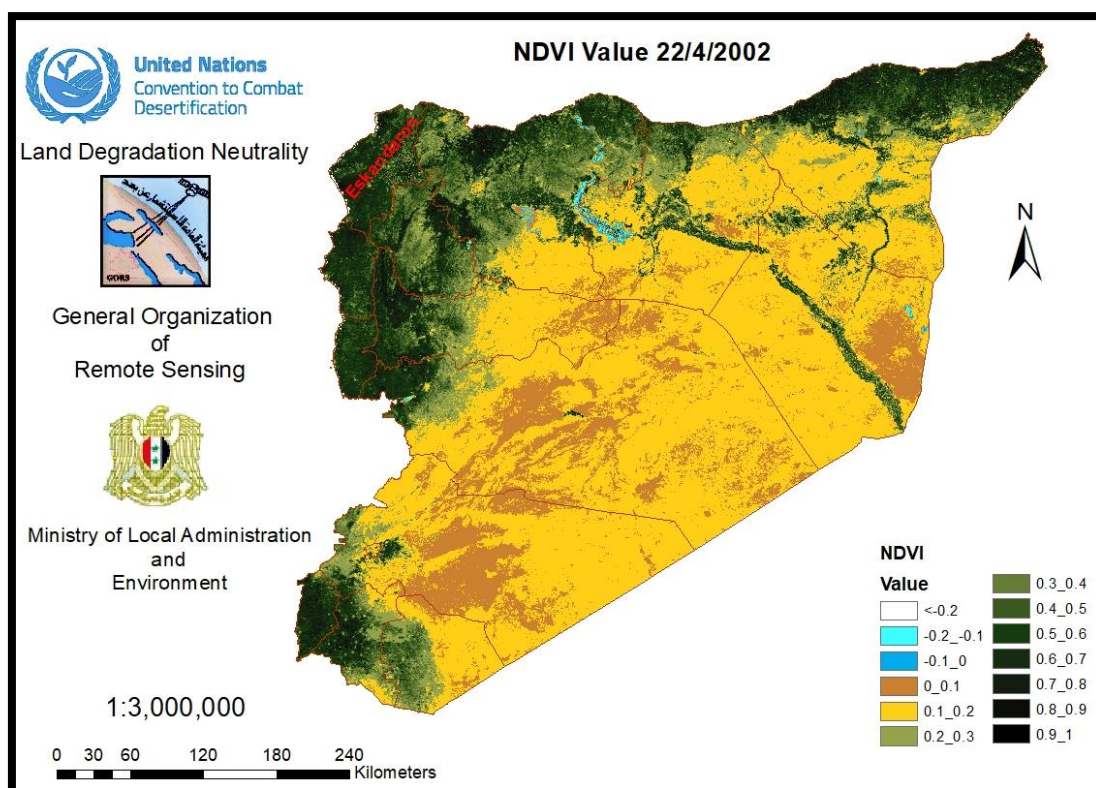 NDVI Value 22/4/2002
United Nations
Convention to Combat
Desertification
Land Degradation Neutrality
GORS
General Organization
of
Remote Sensing
Ministry of Local Administration
and
Environment
1:3,000,000
0 30 60 120 180 240
Kilometers
Eskanderon
N
NDVI
Value
<-0.2
-0.2_-0.1
-0.1_0
0_0.1
0.1_0.2
0.2_0.3
0.3_0.4
0.4_0.5
0.5_0.6
0.6_0.7
0.7_0.8
0.8_0.9
0.9_1